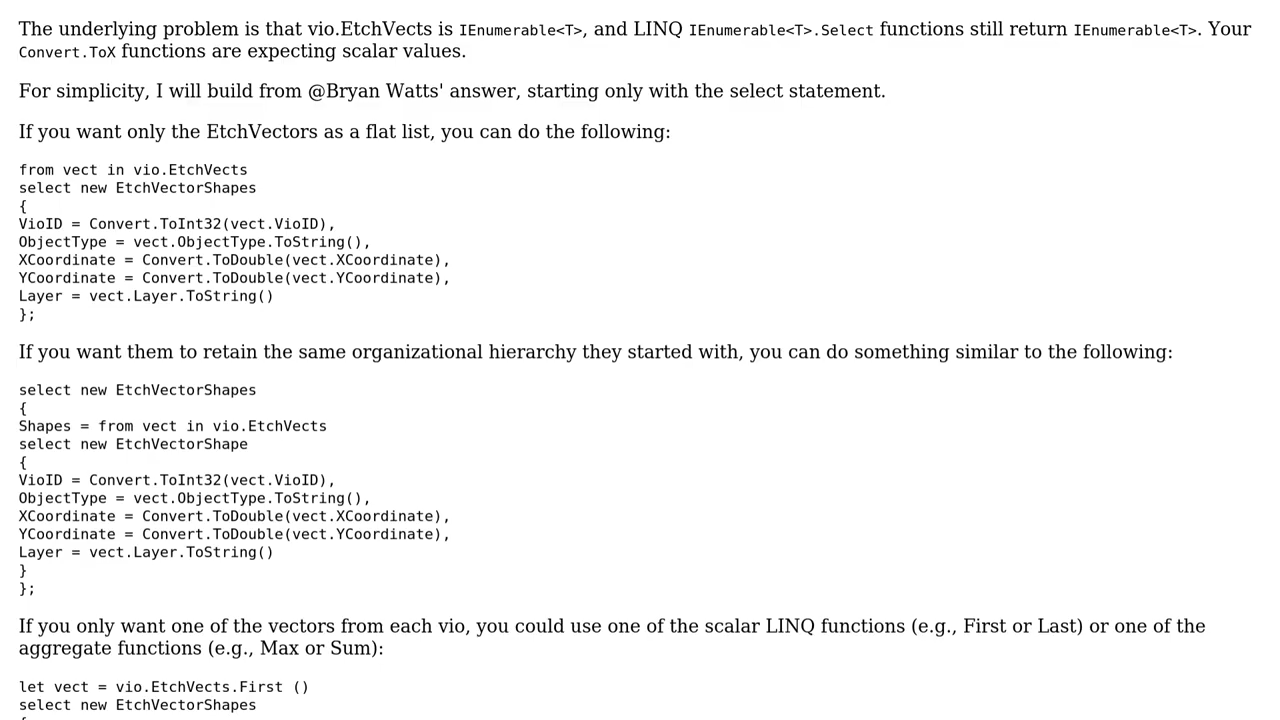 The underlying problem is that vio.EtchVects is IEnumerable<T>, and LINQ IEnumerable<T>.Select functions still return IEnumerable<T>. Your
Convert.ToX functions are expecting scalar values.
For simplicity, I will build from @Bryan Watts' answer, starting only with the select statement.
If you want only the EtchVectors as a flat list, you can do the following:
from vect in vio.EtchVects
select new EtchVectorShapes
{
VioID = Convert.ToInt32(vect.VioID),
ObjectType = vect.ObjectType.ToString(),
XCoordinate = Convert.ToDouble(vect.XCoordinate),
YCoordinate = Convert.ToDouble(vect.YCoordinate),
Layer = vect.Layer.ToString()
};
If you want them to retain the same organizational hierarchy they started with, you can do something similar to the following:
select new EtchVectorShapes
{
Shapes = from vect in vio.EtchVects
select new EtchVectorShape
{
VioID = Convert.ToInt32(vect.VioID),
ObjectType = vect.ObjectType.ToString(),
XCoordinate = Convert.ToDouble(vect.XCoordinate),
YCoordinate = Convert.ToDouble(vect.YCoordinate),
Layer = vect.Layer.ToString()
}
};
If you only want one of the vectors from each vio, you could use one of the scalar LINQ functions (e.g., First or Last) or one of the
aggregate functions (e.g., Max or Sum):
let vect = vio.EtchVects.First ()
select new EtchVectorShapes